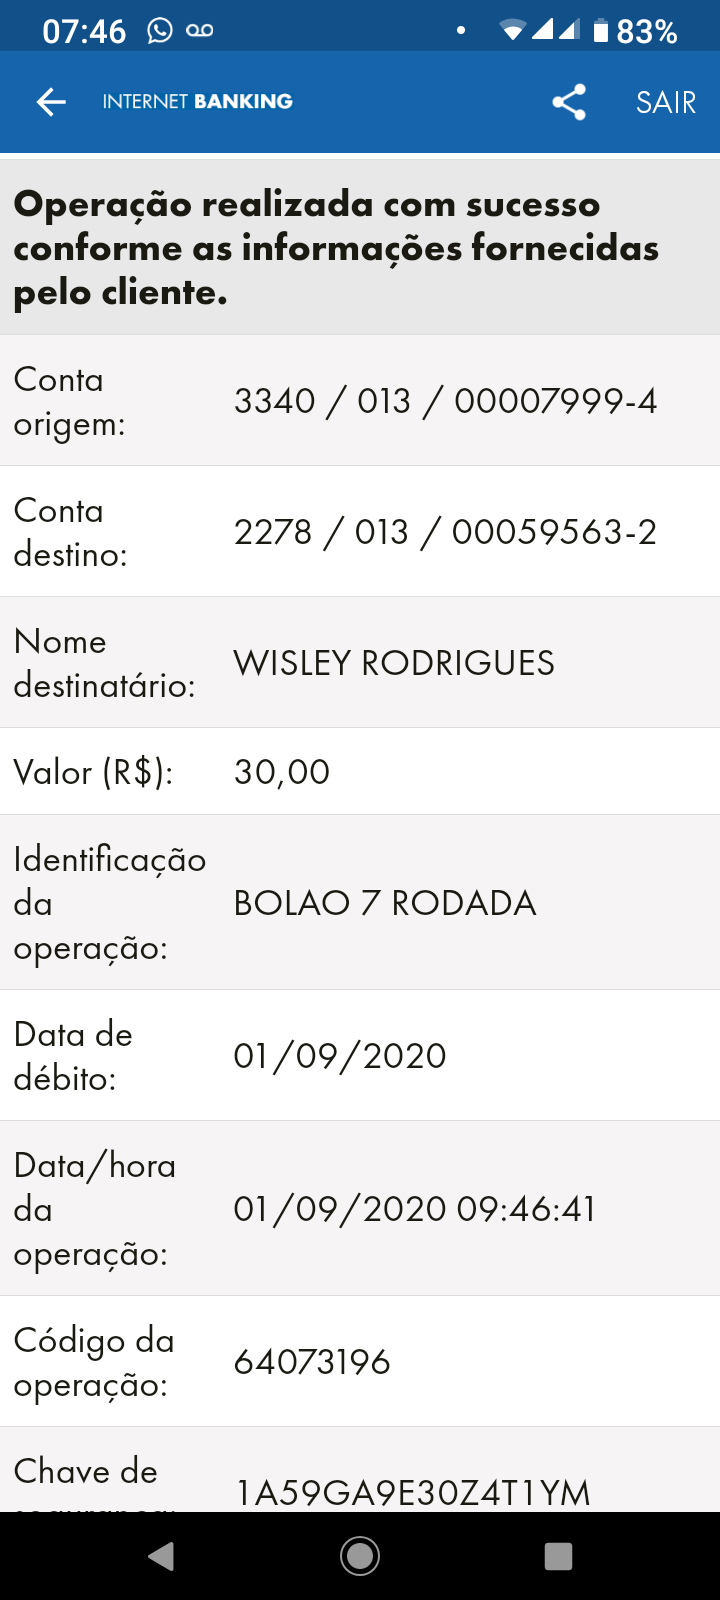 07:46
83%
INTERNET BANKING
SAIR
Operação realizada com sucesso
conforme as informações fornecidas
pelo cliente.
Conta
origem:
3340 / 013 / 00007999-4
Conta
destino:
2278 / 013 / 00059563-2
Nome
destinatário:
WISLEY RODRIGUES
Valor (R$):
30,00
Identificação
da
operação:
BOLAO 7 RODADA
Data de
débito:
01/09/2020
Data/hora
da
operação:
01/09/2020 09:46:41
Código da
operação:
64073196
Chave de
1A59GA9E30Z4T1YM